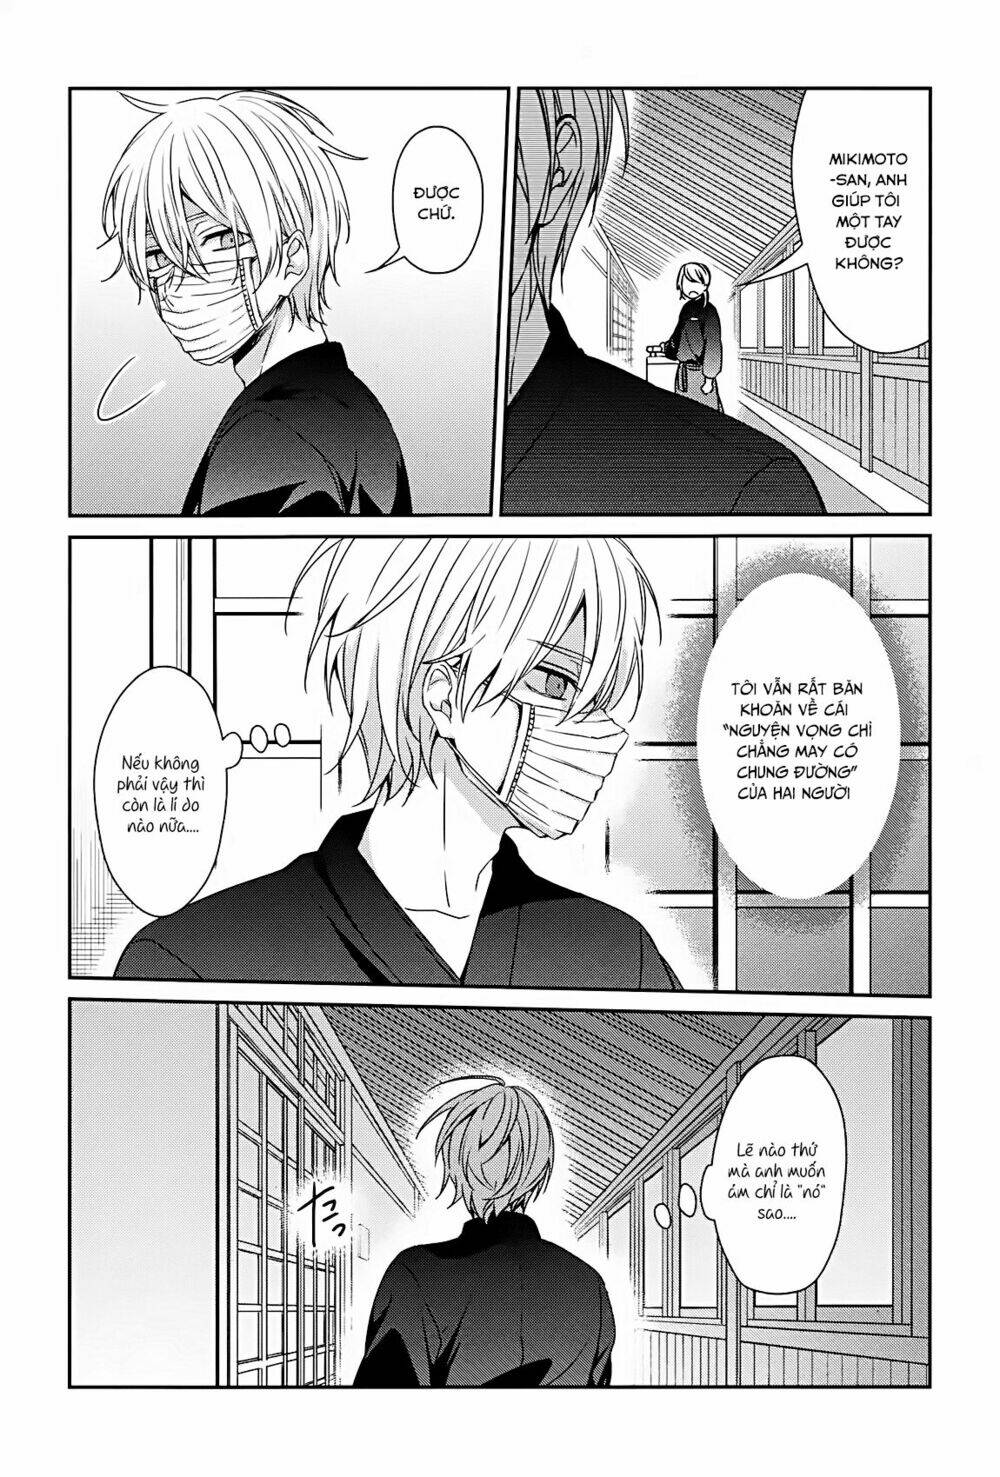 MIKIMOTO
-SAN, ANH
GIÚP TÔI
MỘT TAY
ĐƯỢC
KHÔNG?
ĐƯỢC
CHỨ.
TÔI VẪN RẤT BĂN
KHOĂN VỀ CÁI
"NGUYỆN VỌNG CHỈ
CHẲNG MAY CÓ
CHUNG ĐƯỜNG"
CỦA HAI NGƯỜI
Nếu không
phải vậy thì
còn là lí do
nào nữa....
Lẽ nào thứ
mà anh muốn
ám chỉ là "nó"
sao....
たっ